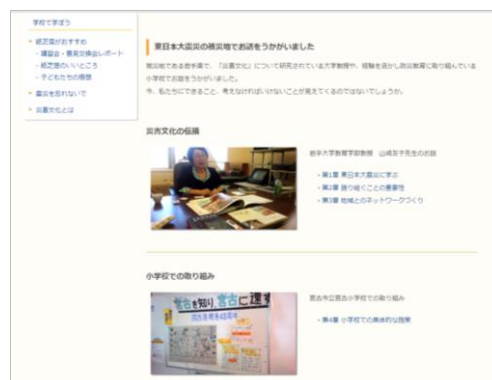 学校で学ぼう
紙芝居がおすすめ
- 講習会・意見交換会レポート
- 紙芝居のいいところ
- 子どもたちの感想
震災を忘れないで
災害文化とは
東日本大震災の被災地でお話をうかがいました
被災地である岩手県で、「災害文化」について研究されている大学教授や、経験を活かし防災教育に取り組んでいる
小学校でお話をうかがいました。
今、私たちにできること、考えなければいけないことが見えてくるのではないでしょうか。
災害文化の伝播
岩手大学教育学部教授 山崎友子先生のお話
・第1章 東日本大震災に学ぶ
・第2章 語り継ぐことの重要性
・第3章 地域とのネットワークづくり
小学校での取り組み
宮古を知り、宮古に還す
宮古市立宮古小学校での取り組み
・第4章 小学校での具体的な授業